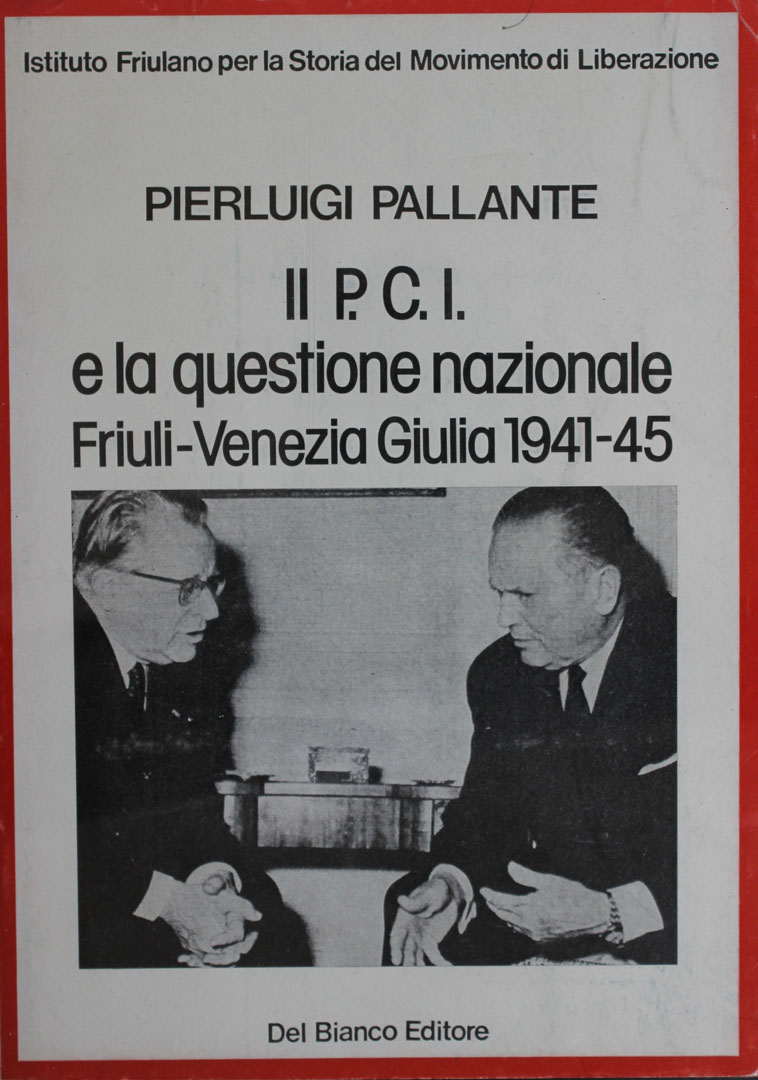 Istituto Friulano per la Storia del Movimento di Liberazione
PIERLUIGI PALLANTE
Il P. C. I.
e la questione nazionale
Friuli-Venezia Giulia 1941-45
Del Bianco Editore